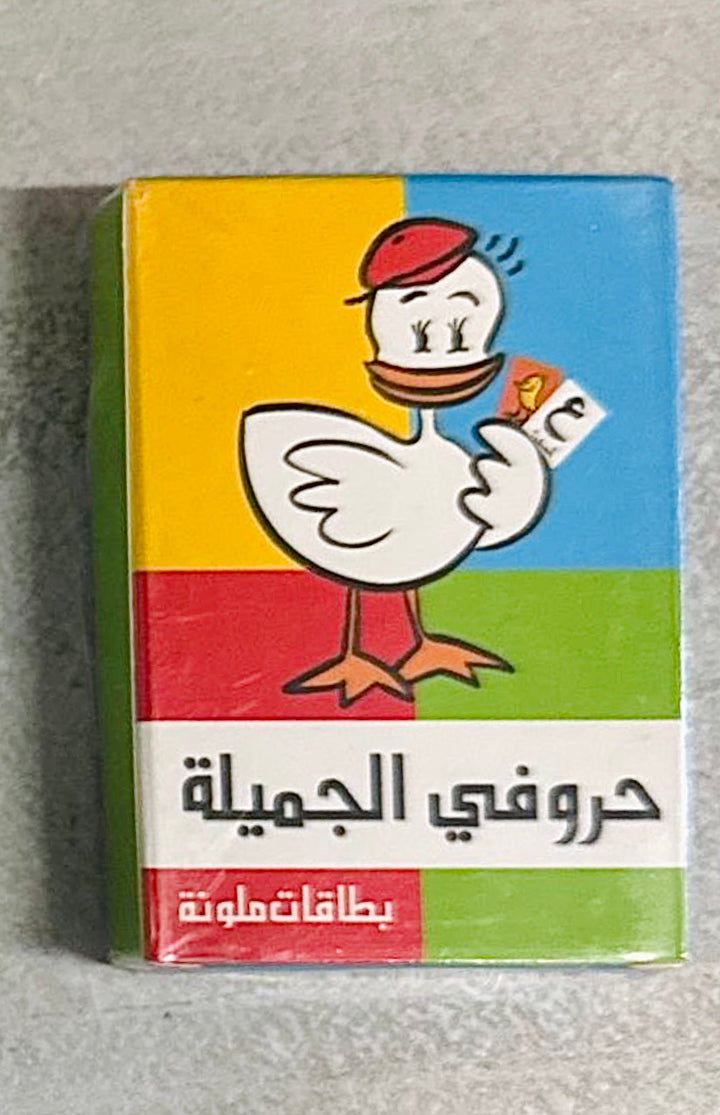 ع
حروفي الجميلة
بطاقات ملونة